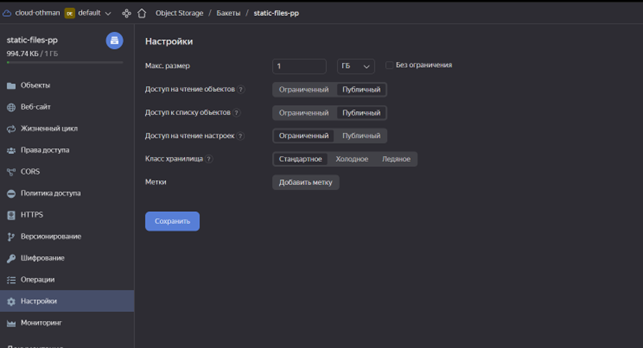 cloud-othman DE default Object Storage / Бакеты / static-files-pp
static-files-pp
994.74 КБ / 1 ГБ
Объекты
Веб-сайт
Жизненный цикл
Права доступа
CORS
Политика доступа
HTTPS
Версионирование
Шифрование
Операции
Настройки
Мониторинг
Настройки
Макс. размер 1 ГБ Без ограничения
Доступ на чтение объектов ? Ограниченный Публичный
Доступ к списку объектов ? Ограниченный Публичный
Доступ на чтение настроек ? Ограниченный Публичный
Класс хранилища ? Стандартное Холодное Ледяное
Метки Добавить метку
Сохранить